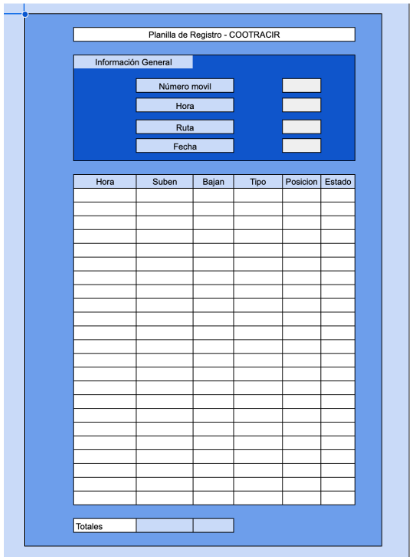 Planilla de Registro - COOTRACIR
Información General
Número movil
Hora
Ruta
Fecha
Hora Suben Bajan Tipo Posicion Estado
Totales